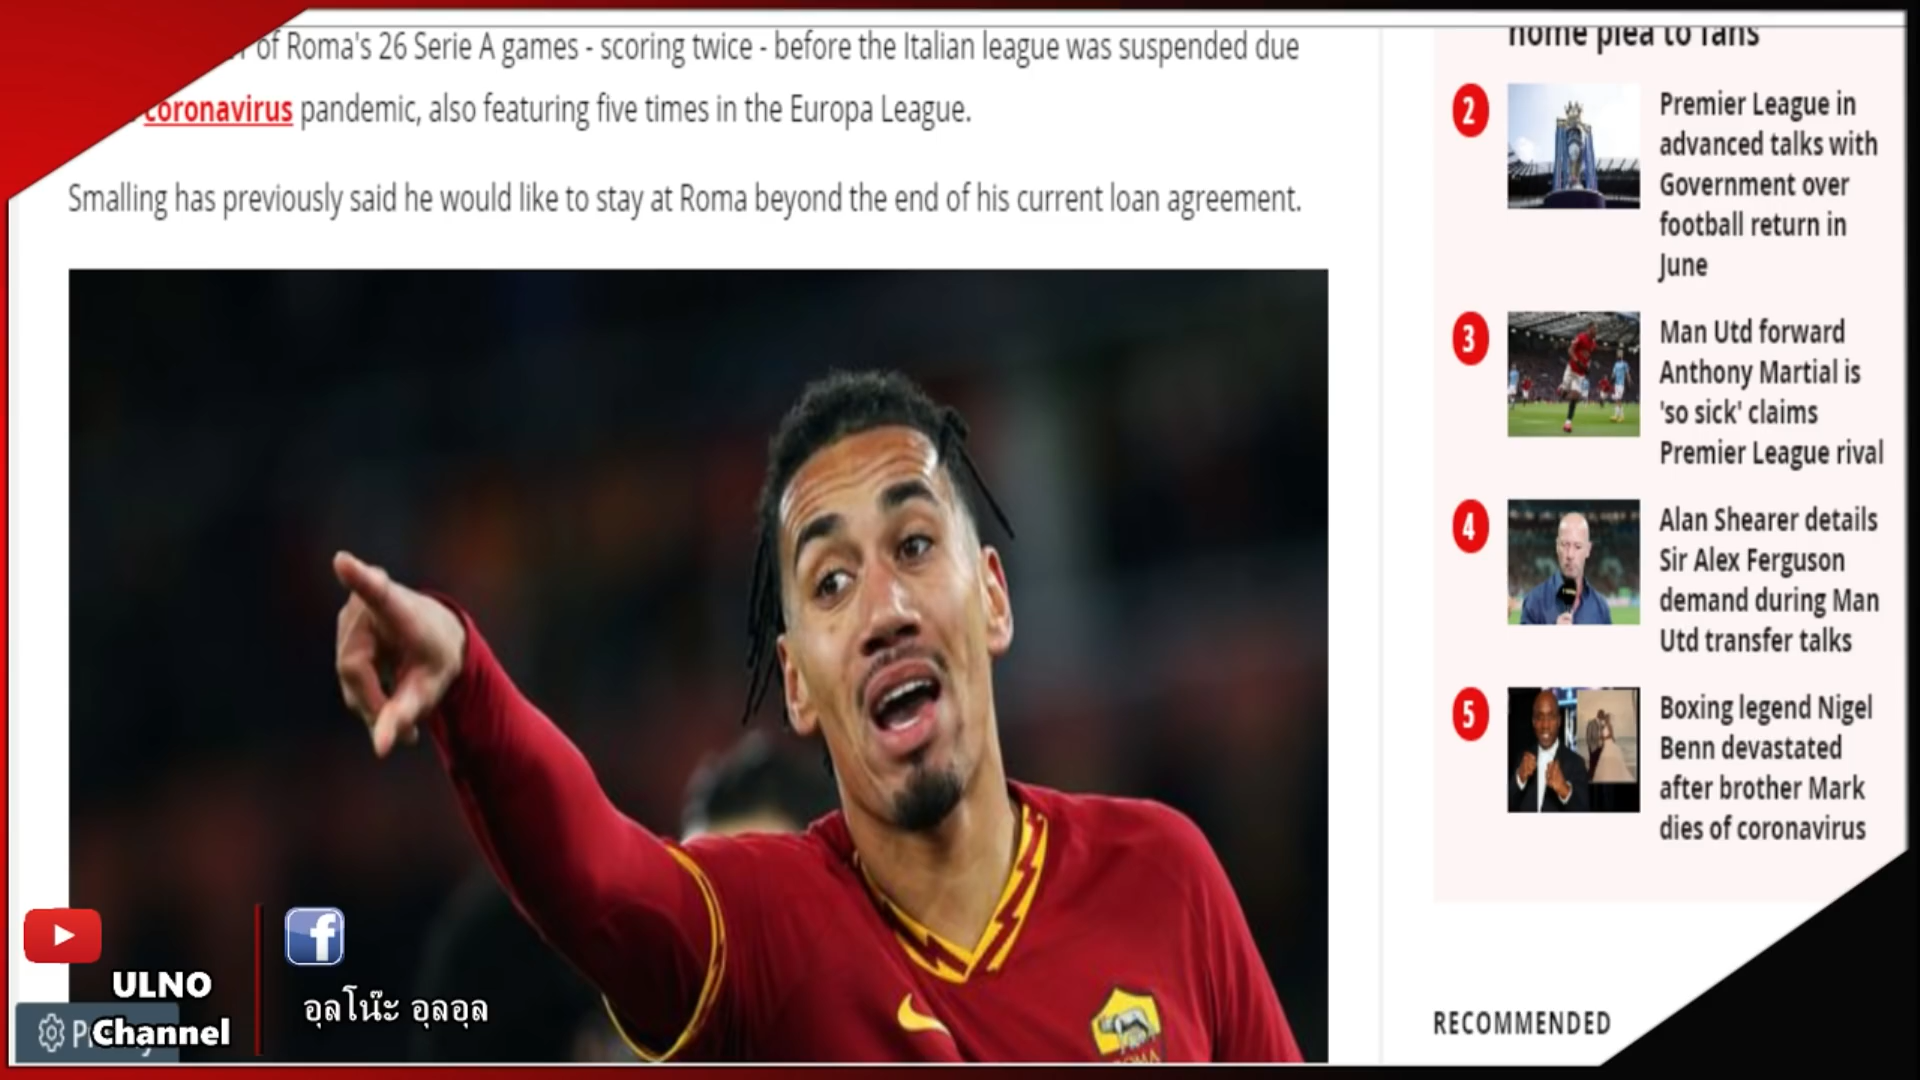 of Roma's 26 Serie A games - scoring twice - before the Italian league was suspended due
coronavirus pandemic, also featuring five times in the Europa League.
Smalling has previously said he would like to stay at Roma beyond the end of his current loan agreement.
home plea to fans
2
Premier League in
advanced talks with
Government over
football return in
June
3
Man Utd forward
Anthony Martial is
'so sick' claims
Premier League rival
4
Alan Shearer details
Sir Alex Ferguson
demand during Man
Utd transfer talks
5
Boxing legend Nigel
Benn devastated
after brother Mark
dies of coronavirus
RECOMMENDED
ULNO
Channel
อุลโน๊ะ อุลอุล
ROMA